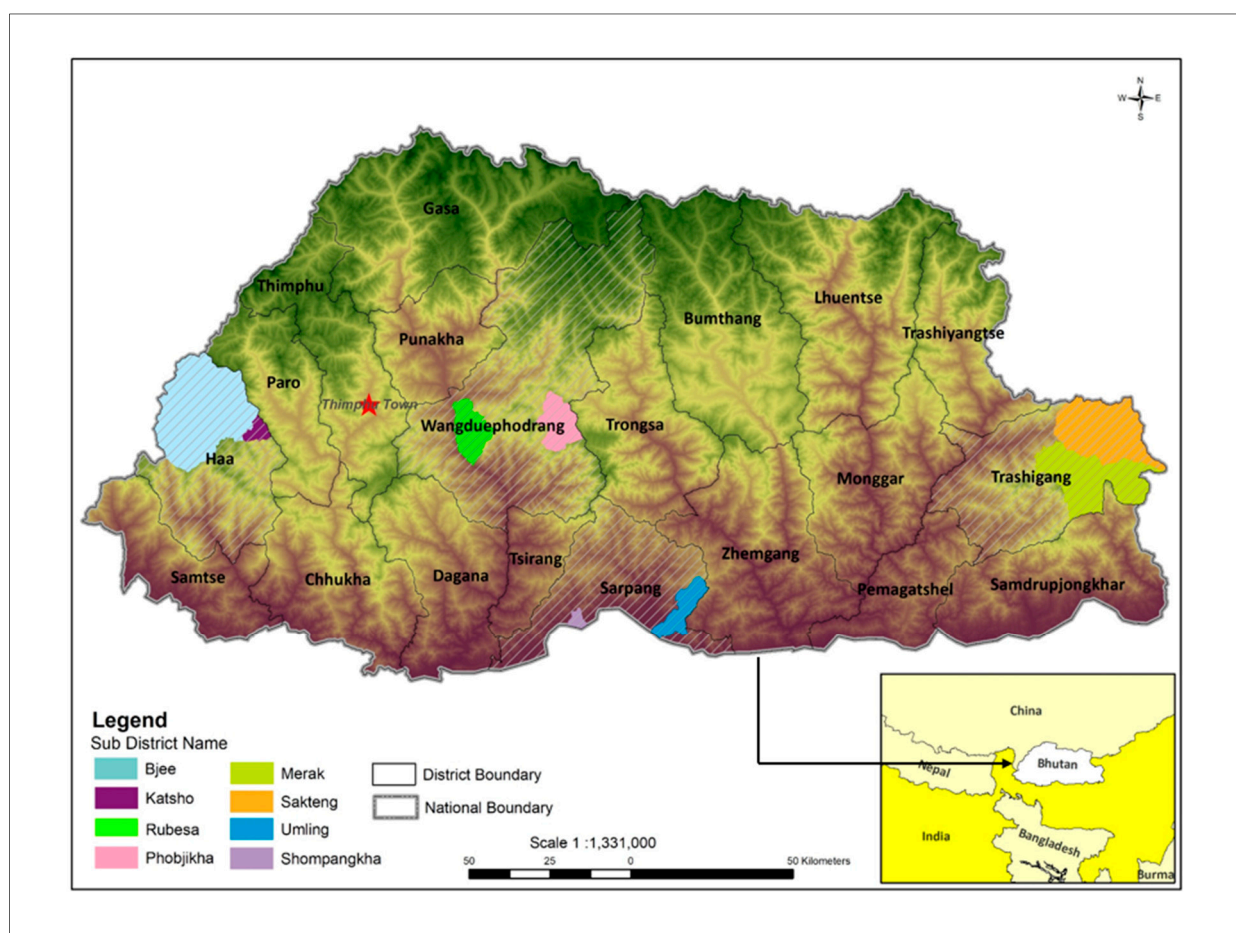 N
W E
S
Gasa
Thimphu
Lhuentse
Bumthang
Punakha
Trashiyangtse
Paro
Thimphu Town
Wangduephodrang
Trongsa
Haa
Trashigang
Monggar
Zhemgang
Tsirang
Samtse
Chhukha
Dagana
Sarpang
Pemagatshel
Samdrupjongkhar
Legend
Sub District Name
Bjee
Katsho
Rubesa
Phobjikha
Merak
Sakteng
Umling
Shompangkha
District Boundary
National Boundary
Scale 1 :1,331,000
50 25 0 50 Kilometers
China
Nepal
Bhutan
India
Bangladesh
Burma